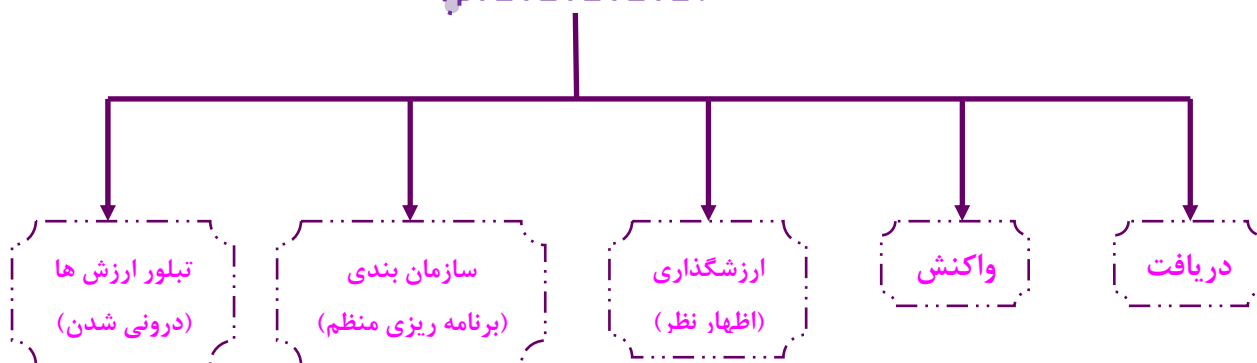 دریافت
واکنش
ارزشگذاری
(اظهار نظر)
سازمان بندی
(برنامه ریزی منظم)
تبلور ارزش ها
(درونی شدن)